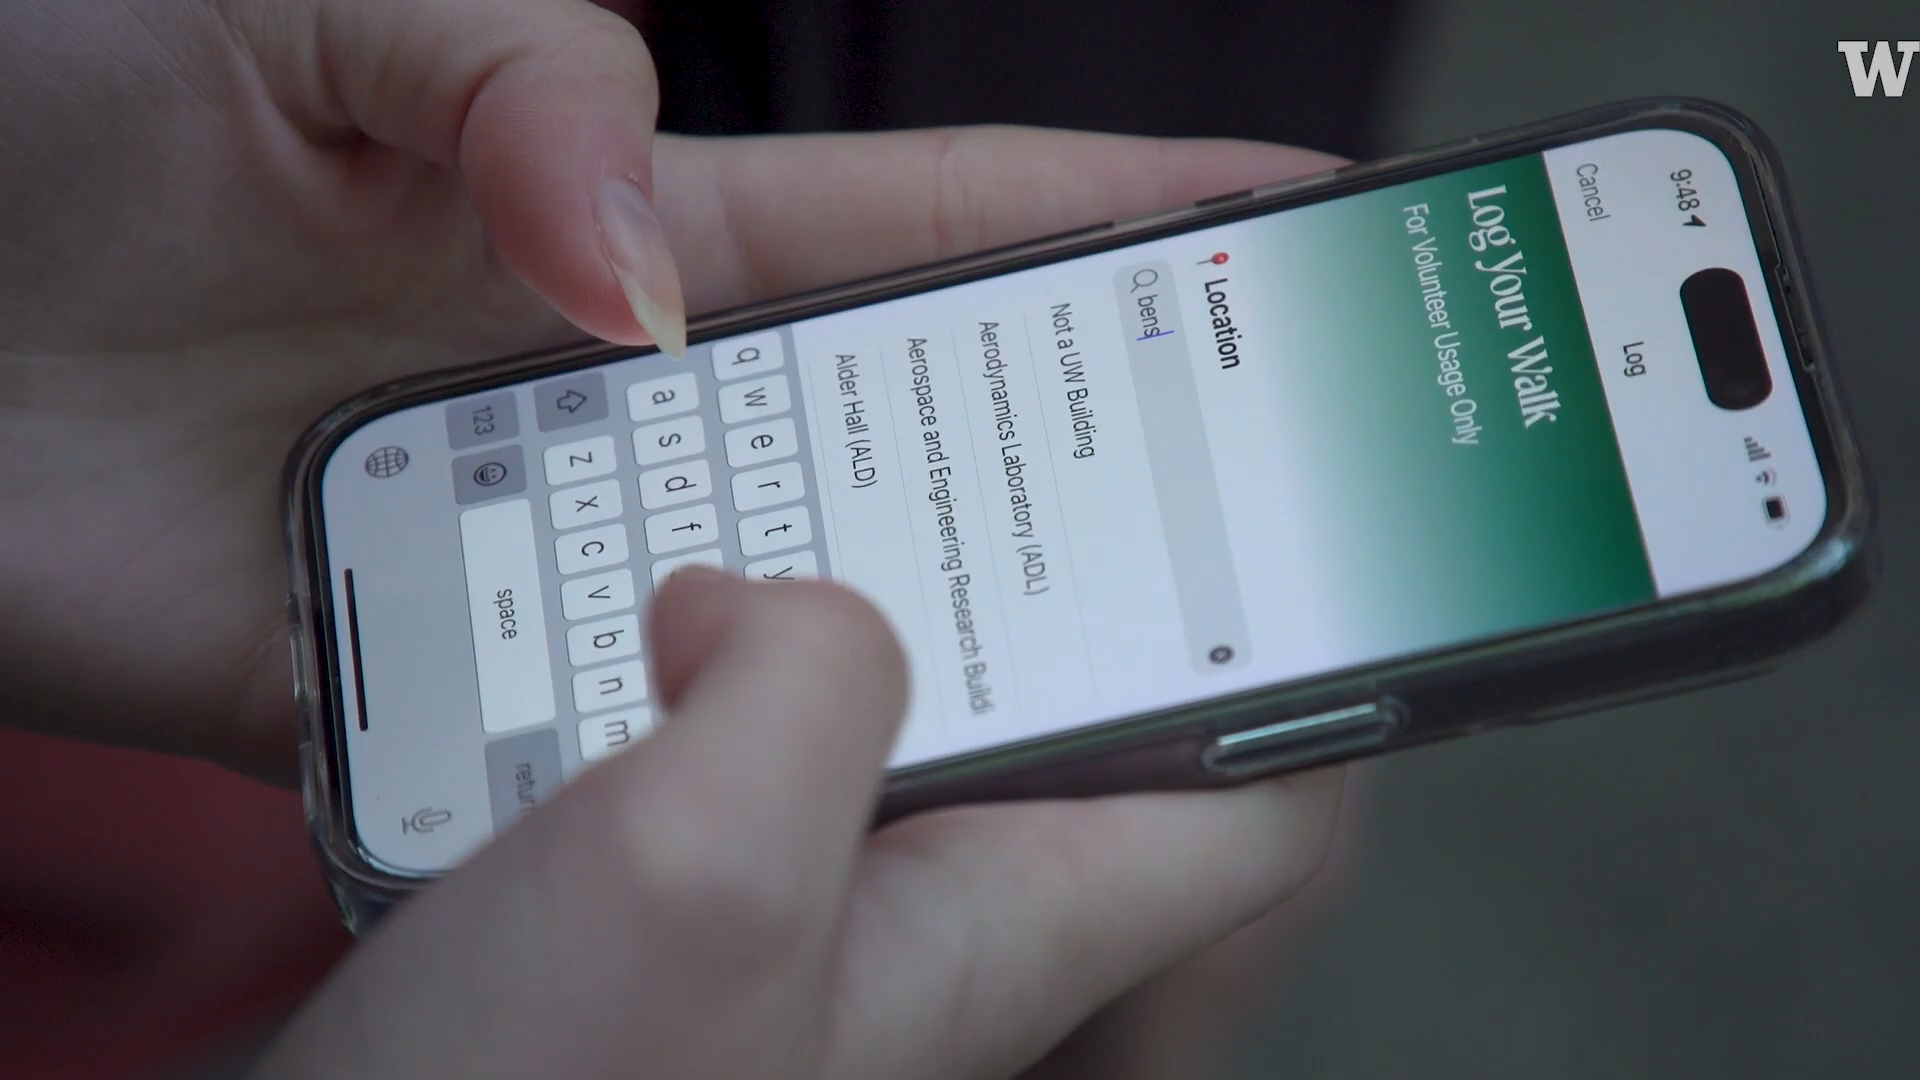 W
9:48
Cancel
Log
Log Your Walk
For Volunteer Usage Only
📍 Location
bens
Not a UW Building
Aerodynamics Laboratory (ADL)
Aerospace and Engineering Research Buildi
Alder Hall (ALD)
q w e r t y
a s d f
z x c v b n m
123
space
return